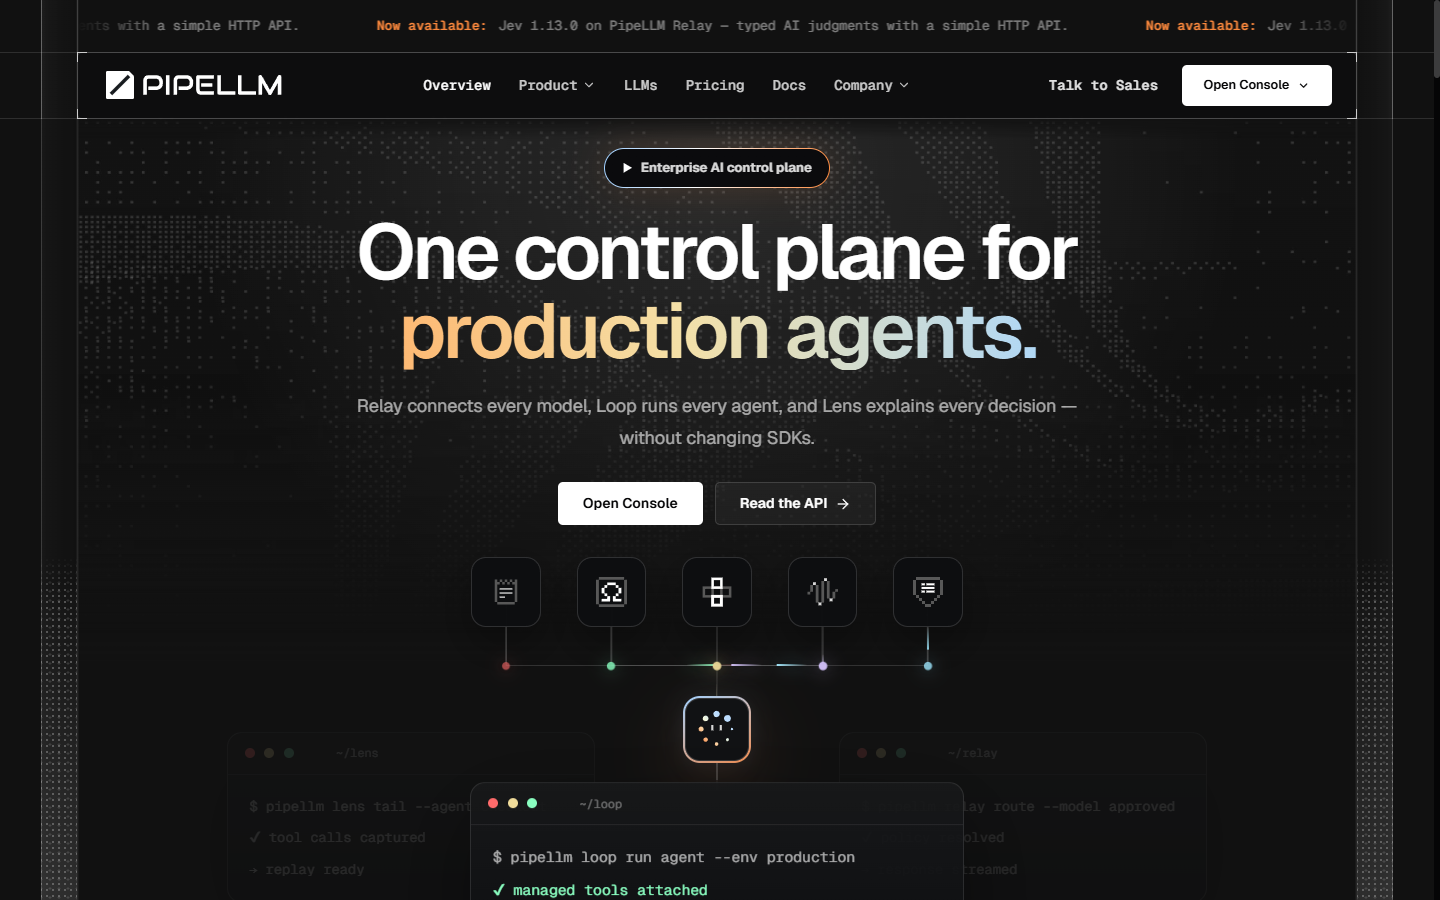 nts with a simple HTTP API. Now available: Jev 1.13.0 on PipeLLM Relay — typed AI judgments with a simple HTTP API. Now available: Jev 1.13.0
PIPELLM Overview Product LLMs Pricing Docs Company Talk to Sales Open Console
▶ Enterprise AI control plane
One control plane for
production agents.
Relay connects every model, Loop runs every agent, and Lens explains every decision —
without changing SDKs.
Open Console Read the API →
~/lens ~/relay
~/loop
$ pipellm lens tail --agent lay route --model approved
✓ tool calls captured olved
$ pipellm loop run agent --env production
→ replay ready reamed
✓ managed tools attached